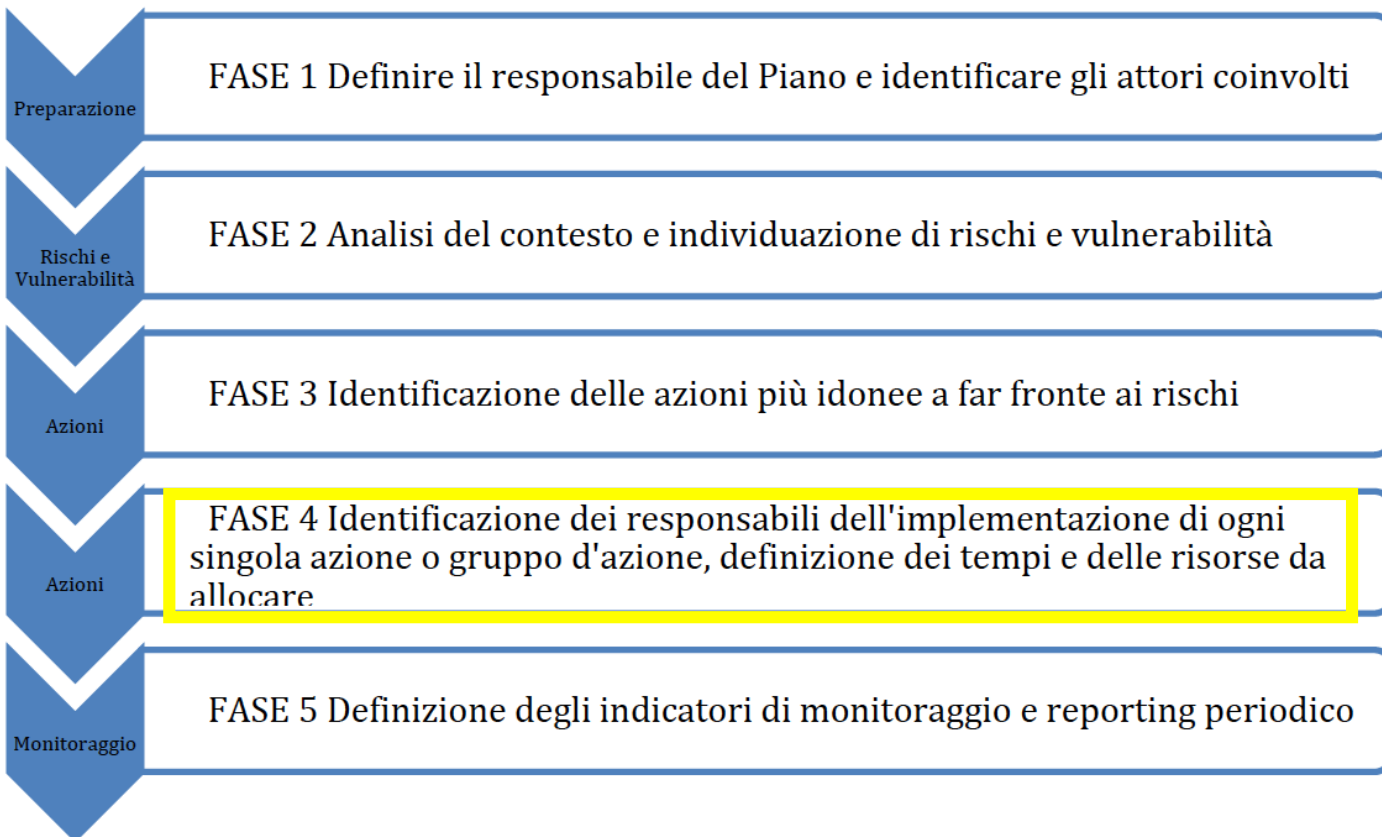 Preparazione
FASE 1 Definire il responsabile del Piano e identificare gli attori coinvolti
Rischi e
Vulnerabilità
FASE 2 Analisi del contesto e individuazione di rischi e vulnerabilità
Azioni
FASE 3 Identificazione delle azioni più idonee a far fronte ai rischi
Azioni
FASE 4 Identificazione dei responsabili dell'implementazione di ogni
singola azione o gruppo d'azione, definizione dei tempi e delle risorse da
allocare
Monitoraggio
FASE 5 Definizione degli indicatori di monitoraggio e reporting periodico